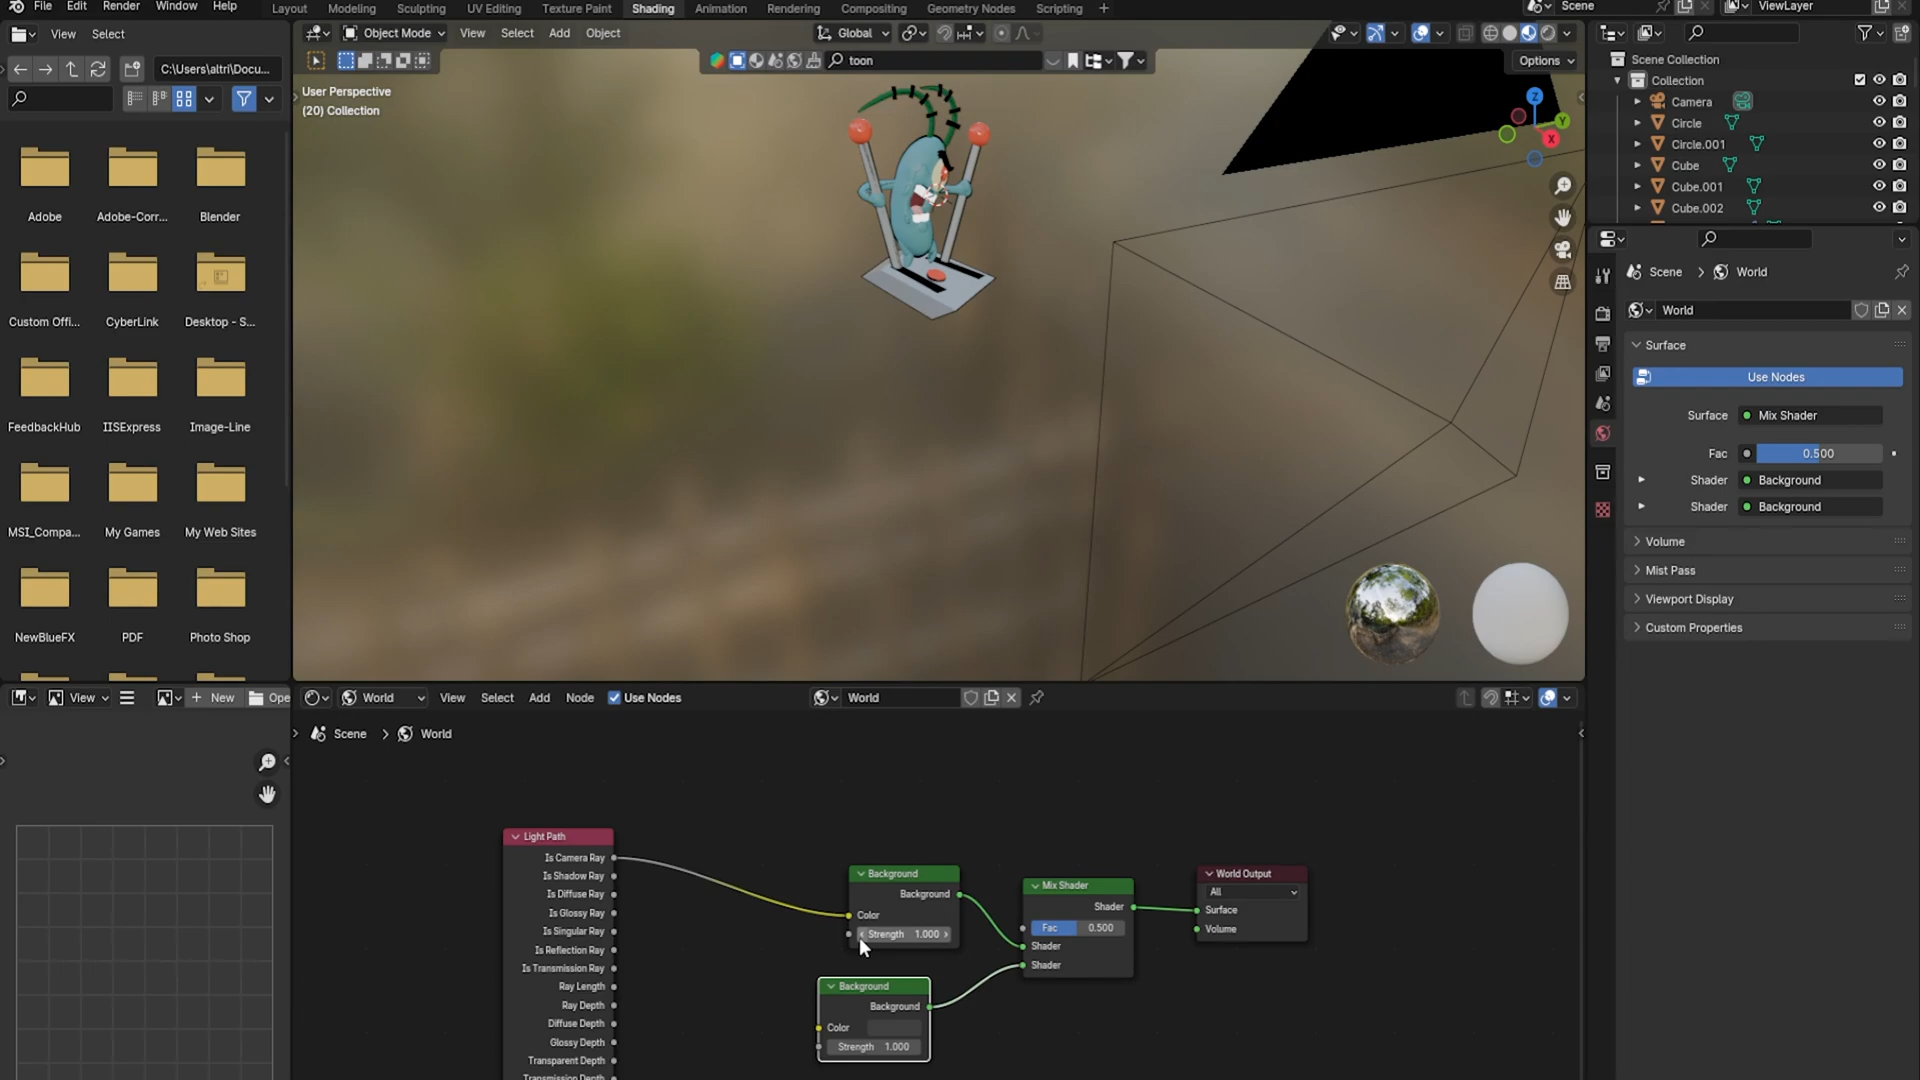 File Edit Render Window Help
Layout Modeling Sculpting UV Editing Texture Paint Shading Animation Rendering Compositing Geometry Nodes Scripting +
Scene ViewLayer
View Select
C:\Users\altri\Docu...
Adobe Adobe-Corr... Blender
Custom Offi... CyberLink Desktop - S...
FeedbackHub IISExpress Image-Line
MSI_Compa... My Games My Web Sites
NewBlueFX PDF Photo Shop
Object Mode View Select Add Object Global
toon
Options
User Perspective
(20) Collection
Z
Y
X
Scene Collection
Collection
Camera
Circle
Circle.001
Cube
Cube.001
Cube.002
Scene > World
World
Surface
Use Nodes
Surface Mix Shader
Fac 0.500
Shader Background
Shader Background
Volume
Mist Pass
Viewport Display
Custom Properties
View + New Ope
World View Select Add Node Use Nodes World
Scene > World
Light Path
Is Camera Ray
Is Shadow Ray
Is Diffuse Ray
Is Glossy Ray
Is Singular Ray
Is Reflection Ray
Is Transmission Ray
Ray Length
Ray Depth
Diffuse Depth
Glossy Depth
Transparent Depth
Transmission Depth
Background
Background
Color
Strength 1.000
Background
Background
Color
Strength 1.000
Mix Shader
Shader
Fac 0.500
Shader
Shader
World Output
All
Surface
Volume